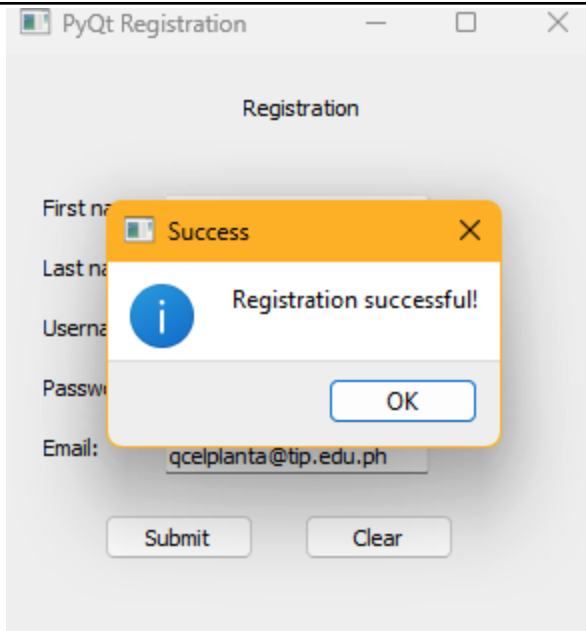 PyQt Registration
Registration
First na
Success
Last na
Registration successful!
Userna
Passwo
OK
Email:
qcelplanta@tip.edu.ph
Submit
Clear